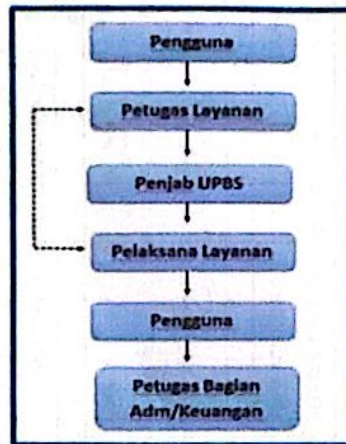 Pengguna
Petugas Layanan
Penjab UPBS
Pelaksana Layanan
Pengguna
Petugas Bagian
Adm/Keuangan